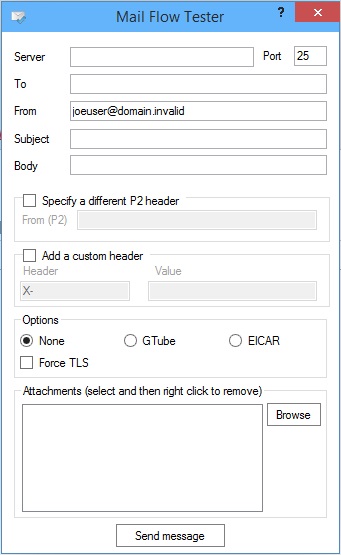 Mail Flow Tester ?
Server Port 25
To
From joeuser@domain.invalid
Subject
Body
Specify a different P2 header
From (P2)
Add a custom header
Header Value
X-
Options
None GTube EICAR
Force TLS
Attachments (select and then right click to remove)
Browse
Send message